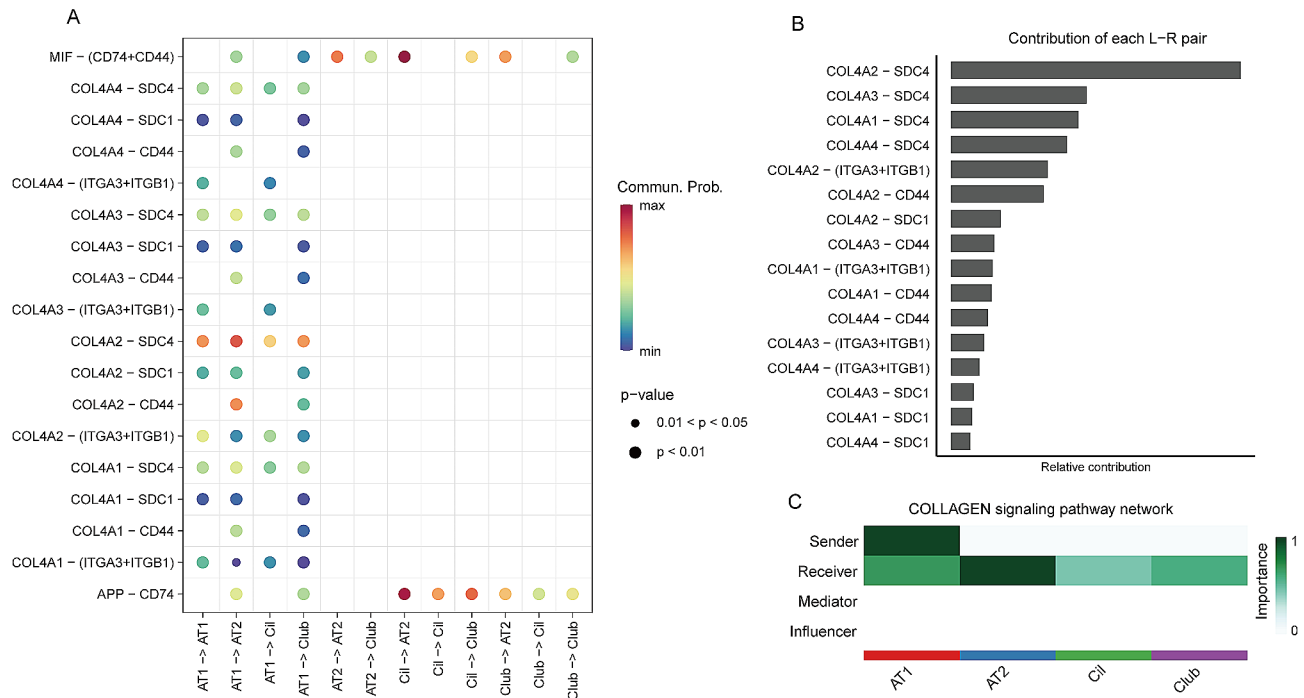 A
MIF − (CD74+CD44)
COL4A4 − SDC4
COL4A4 − SDC1
COL4A4 − CD44
COL4A4 − (ITGA3+ITGB1)
COL4A3 − SDC4
COL4A3 − SDC1
COL4A3 − CD44
COL4A3 − (ITGA3+ITGB1)
COL4A2 − SDC4
COL4A2 − SDC1
COL4A2 − CD44
COL4A2 − (ITGA3+ITGB1)
COL4A1 − SDC4
COL4A1 − SDC1
COL4A1 − CD44
COL4A1 − (ITGA3+ITGB1)
APP − CD74
AT1 −> AT1
AT1 −> AT2
AT1 −> Cil
AT1 −> Club
AT2 −> AT2
AT2 −> Club
Cil −> AT2
Cil −> Cil
Cil −> Club
Club −> AT2
Club −> Cil
Club −> Club
Commun. Prob.
max
min
p−value
0.01 < p < 0.05
p < 0.01
B
Contribution of each L−R pair
COL4A2 − SDC4
COL4A3 − SDC4
COL4A1 − SDC4
COL4A4 − SDC4
COL4A2 − (ITGA3+ITGB1)
COL4A2 − CD44
COL4A2 − SDC1
COL4A3 − CD44
COL4A1 − (ITGA3+ITGB1)
COL4A1 − CD44
COL4A4 − CD44
COL4A3 − (ITGA3+ITGB1)
COL4A4 − (ITGA3+ITGB1)
COL4A3 − SDC1
COL4A1 − SDC1
COL4A4 − SDC1
Relative contribution
C
COLLAGEN signaling pathway network
Sender
Receiver
Mediator
Influencer
AT1
AT2
Cil
Club
Importance
1
0